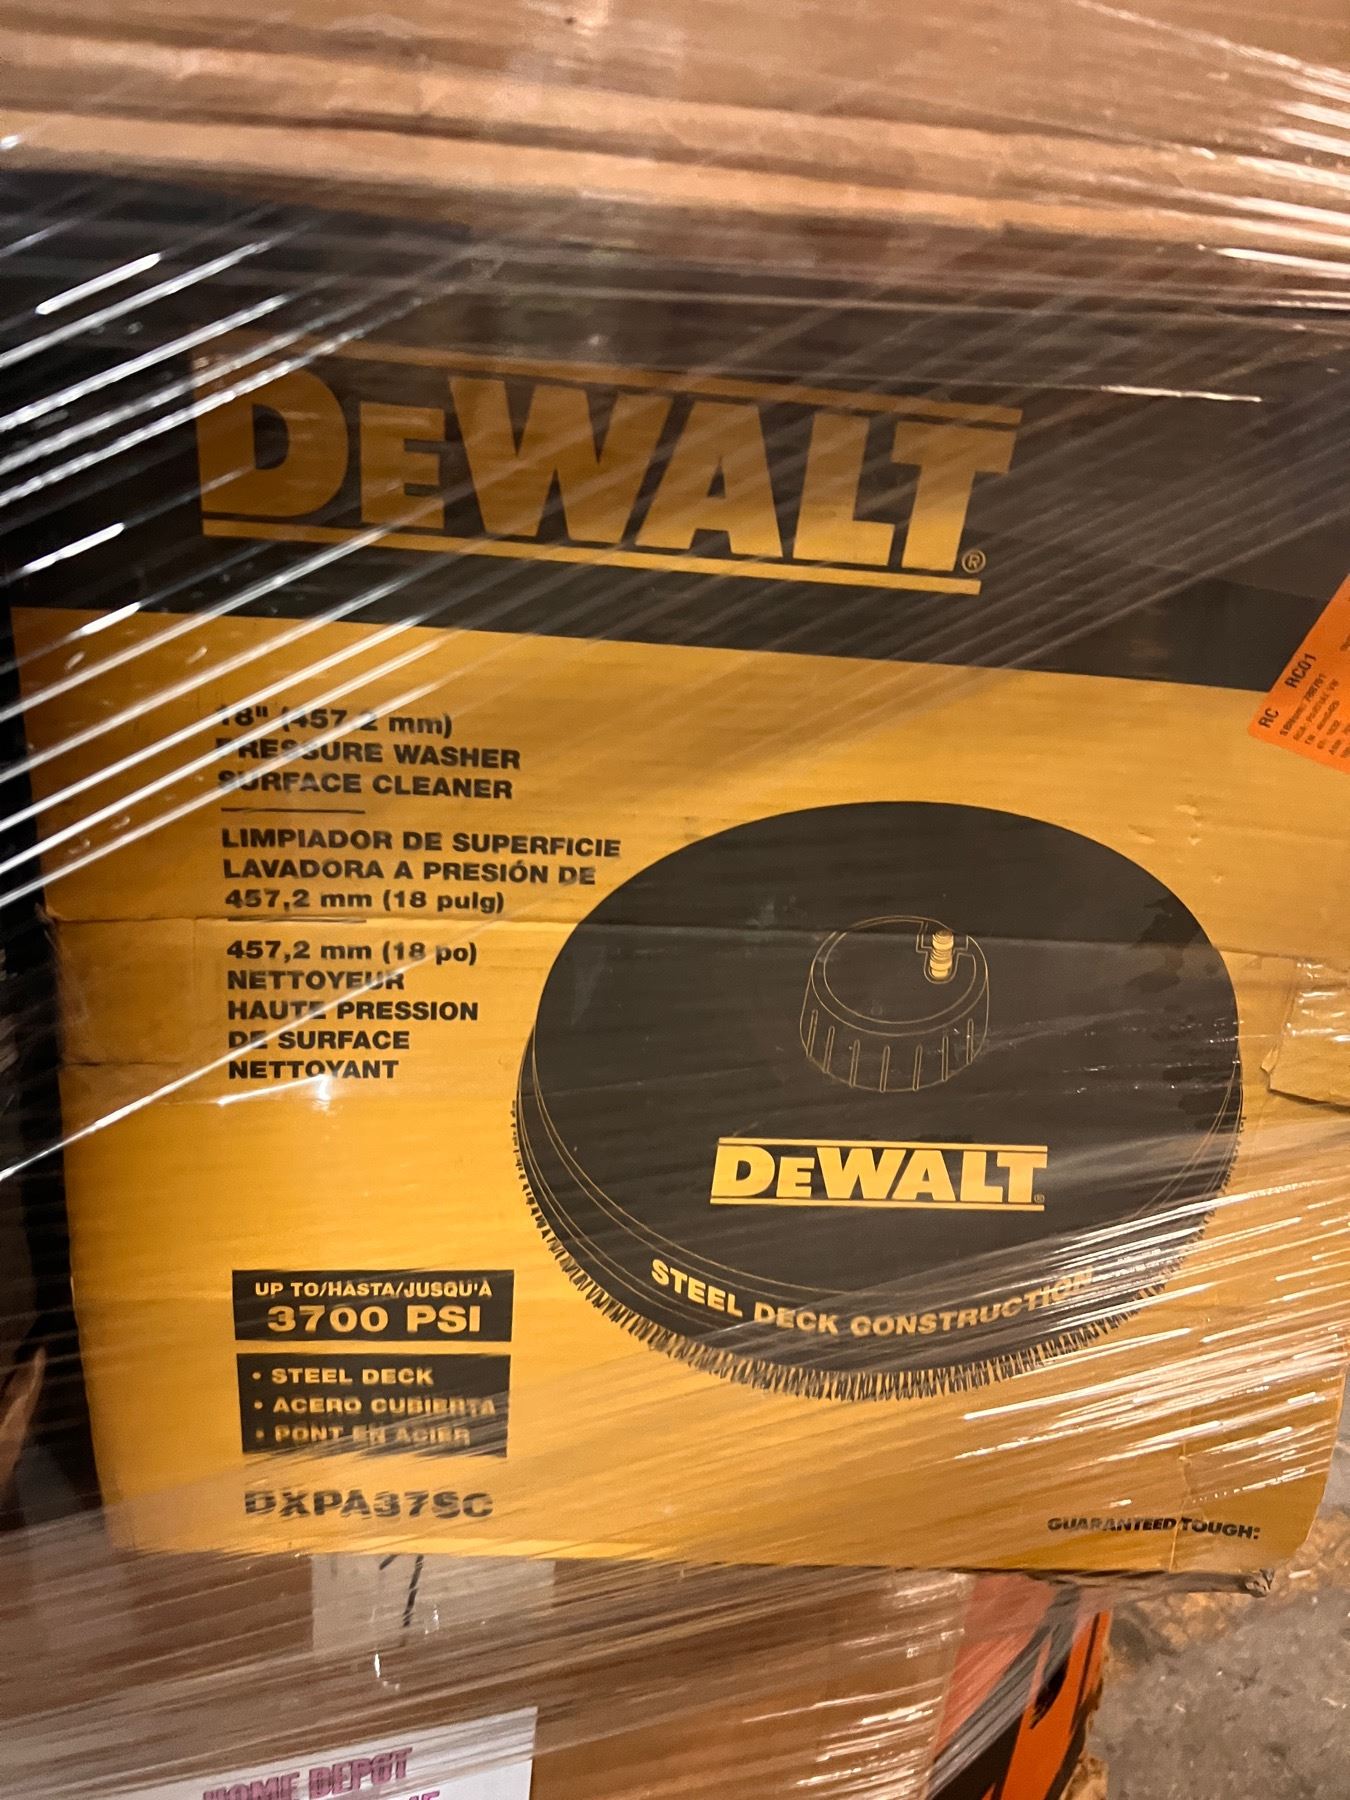 DEWALT®
18" (457.2 mm)
PRESSURE WASHER
SURFACE CLEANER
LIMPIADOR DE SUPERFICIE
LAVADORA A PRESIÓN DE
457,2 mm (18 pulg)
457,2 mm (18 po)
NETTOYEUR
HAUTE PRESSION
DE SURFACE
NETTOYANT
RC RC01
DEWALT®
STEEL DECK CONSTRUCTION
UP TO/HASTA/JUSQU'À
3700 PSI
• STEEL DECK
• ACERO CUBIERTA
• PONT EN ACIER
DXPA37SC
GUARANTEED TOUGH.®
HOME DEPOT